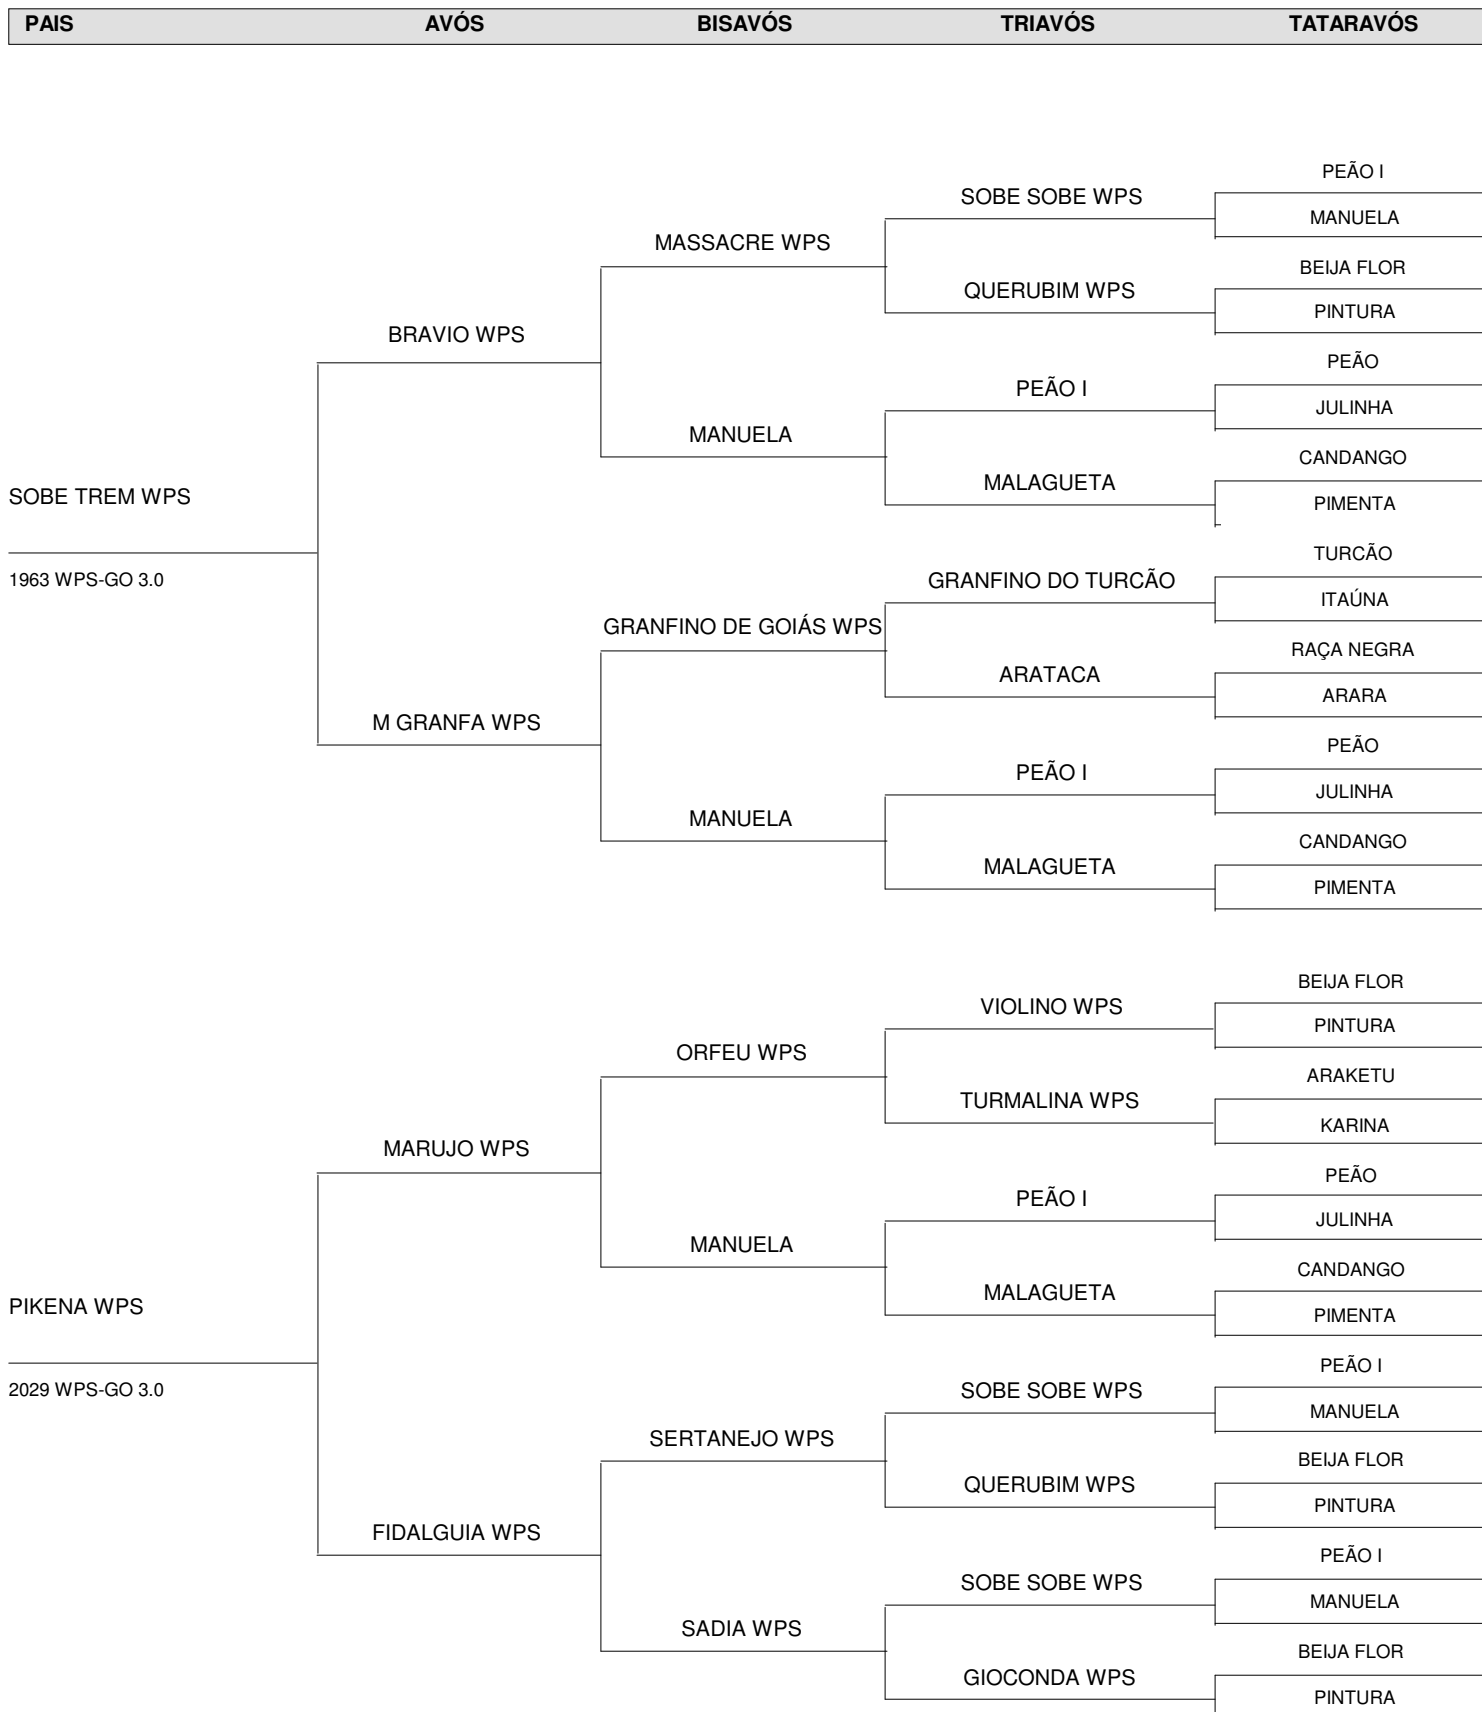 PAIS AVÓS BISAVÓS TRIAVÓS TATARAVÓS
PEÃO I
SOBE SOBE WPS
MANUELA
MASSACRE WPS
BEIJA FLOR
QUERUBIM WPS
PINTURA
BRAVIO WPS
PEÃO
PEÃO I
JULINHA
MANUELA
CANDANGO
MALAGUETA
SOBE TREM WPS
PIMENTA
TURCÃO
1963 WPS-GO 3.0
GRANFINO DO TURCÃO
ITAÚNA
GRANFINO DE GOIÁS WPS
RAÇA NEGRA
ARATACA
ARARA
M GRANFA WPS
PEÃO
PEÃO I
JULINHA
MANUELA
CANDANGO
MALAGUETA
PIMENTA
BEIJA FLOR
VIOLINO WPS
PINTURA
ORFEU WPS
ARAKETU
TURMALINA WPS
KARINA
MARUJO WPS
PEÃO
PEÃO I
JULINHA
MANUELA
CANDANGO
MALAGUETA
PIKENA WPS
PIMENTA
PEÃO I
2029 WPS-GO 3.0
SOBE SOBE WPS
MANUELA
SERTANEJO WPS
BEIJA FLOR
QUERUBIM WPS
PINTURA
FIDALGUIA WPS
PEÃO I
SOBE SOBE WPS
MANUELA
SADIA WPS
BEIJA FLOR
GIOCONDA WPS
PINTURA